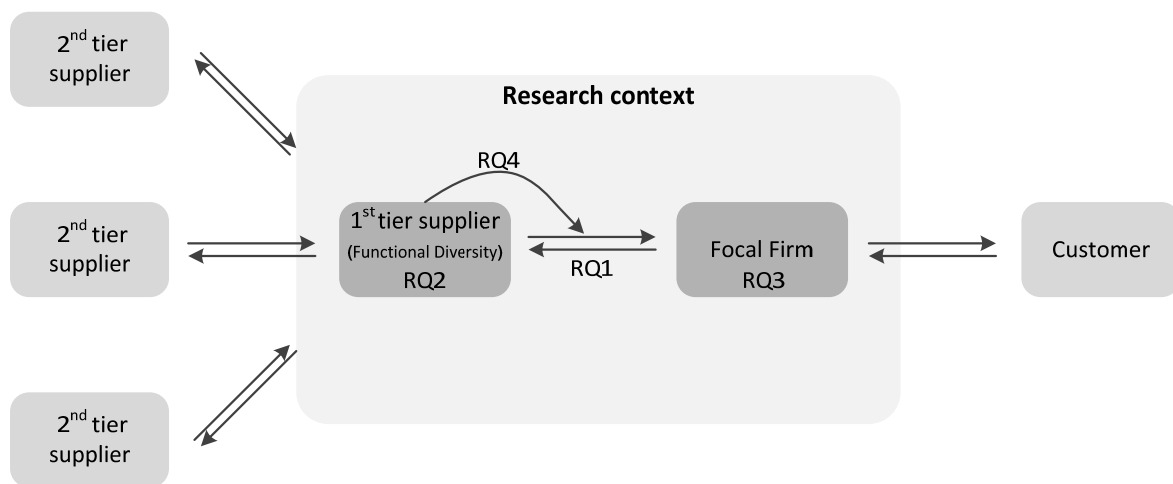 2nd tier
supplier
Research context
RQ4
2nd tier
supplier
1st tier supplier
(Functional Diversity)
RQ2
RQ1
Focal Firm
RQ3
Customer
2nd tier
supplier